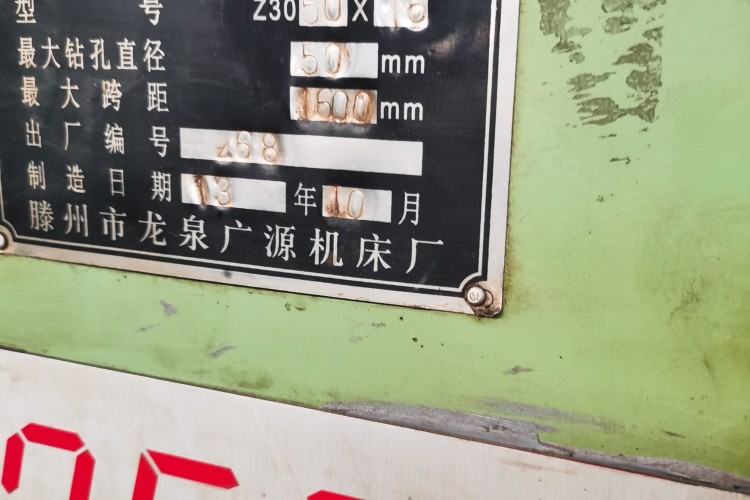 型 号 Z3050X16
最大钻孔直径 50 mm
最大跨距 1600 mm
出厂编号 z68
制造日期 13 年 10 月
滕州市龙泉广源机床厂